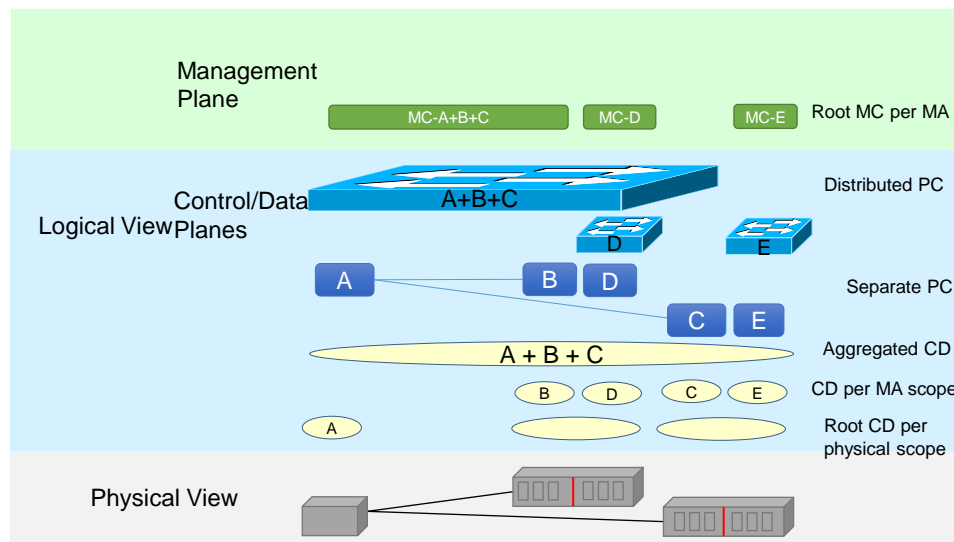 Management
Plane
MC-A+B+C
MC-D
MC-E
Root MC per MA
Logical View
Control/Data
Planes
A+B+C
Distributed PC
D
E
A
B
D
Separate PC
C
E
A + B + C
Aggregated CD
B
D
C
E
CD per MA scope
A
Root CD per
physical scope
Physical View